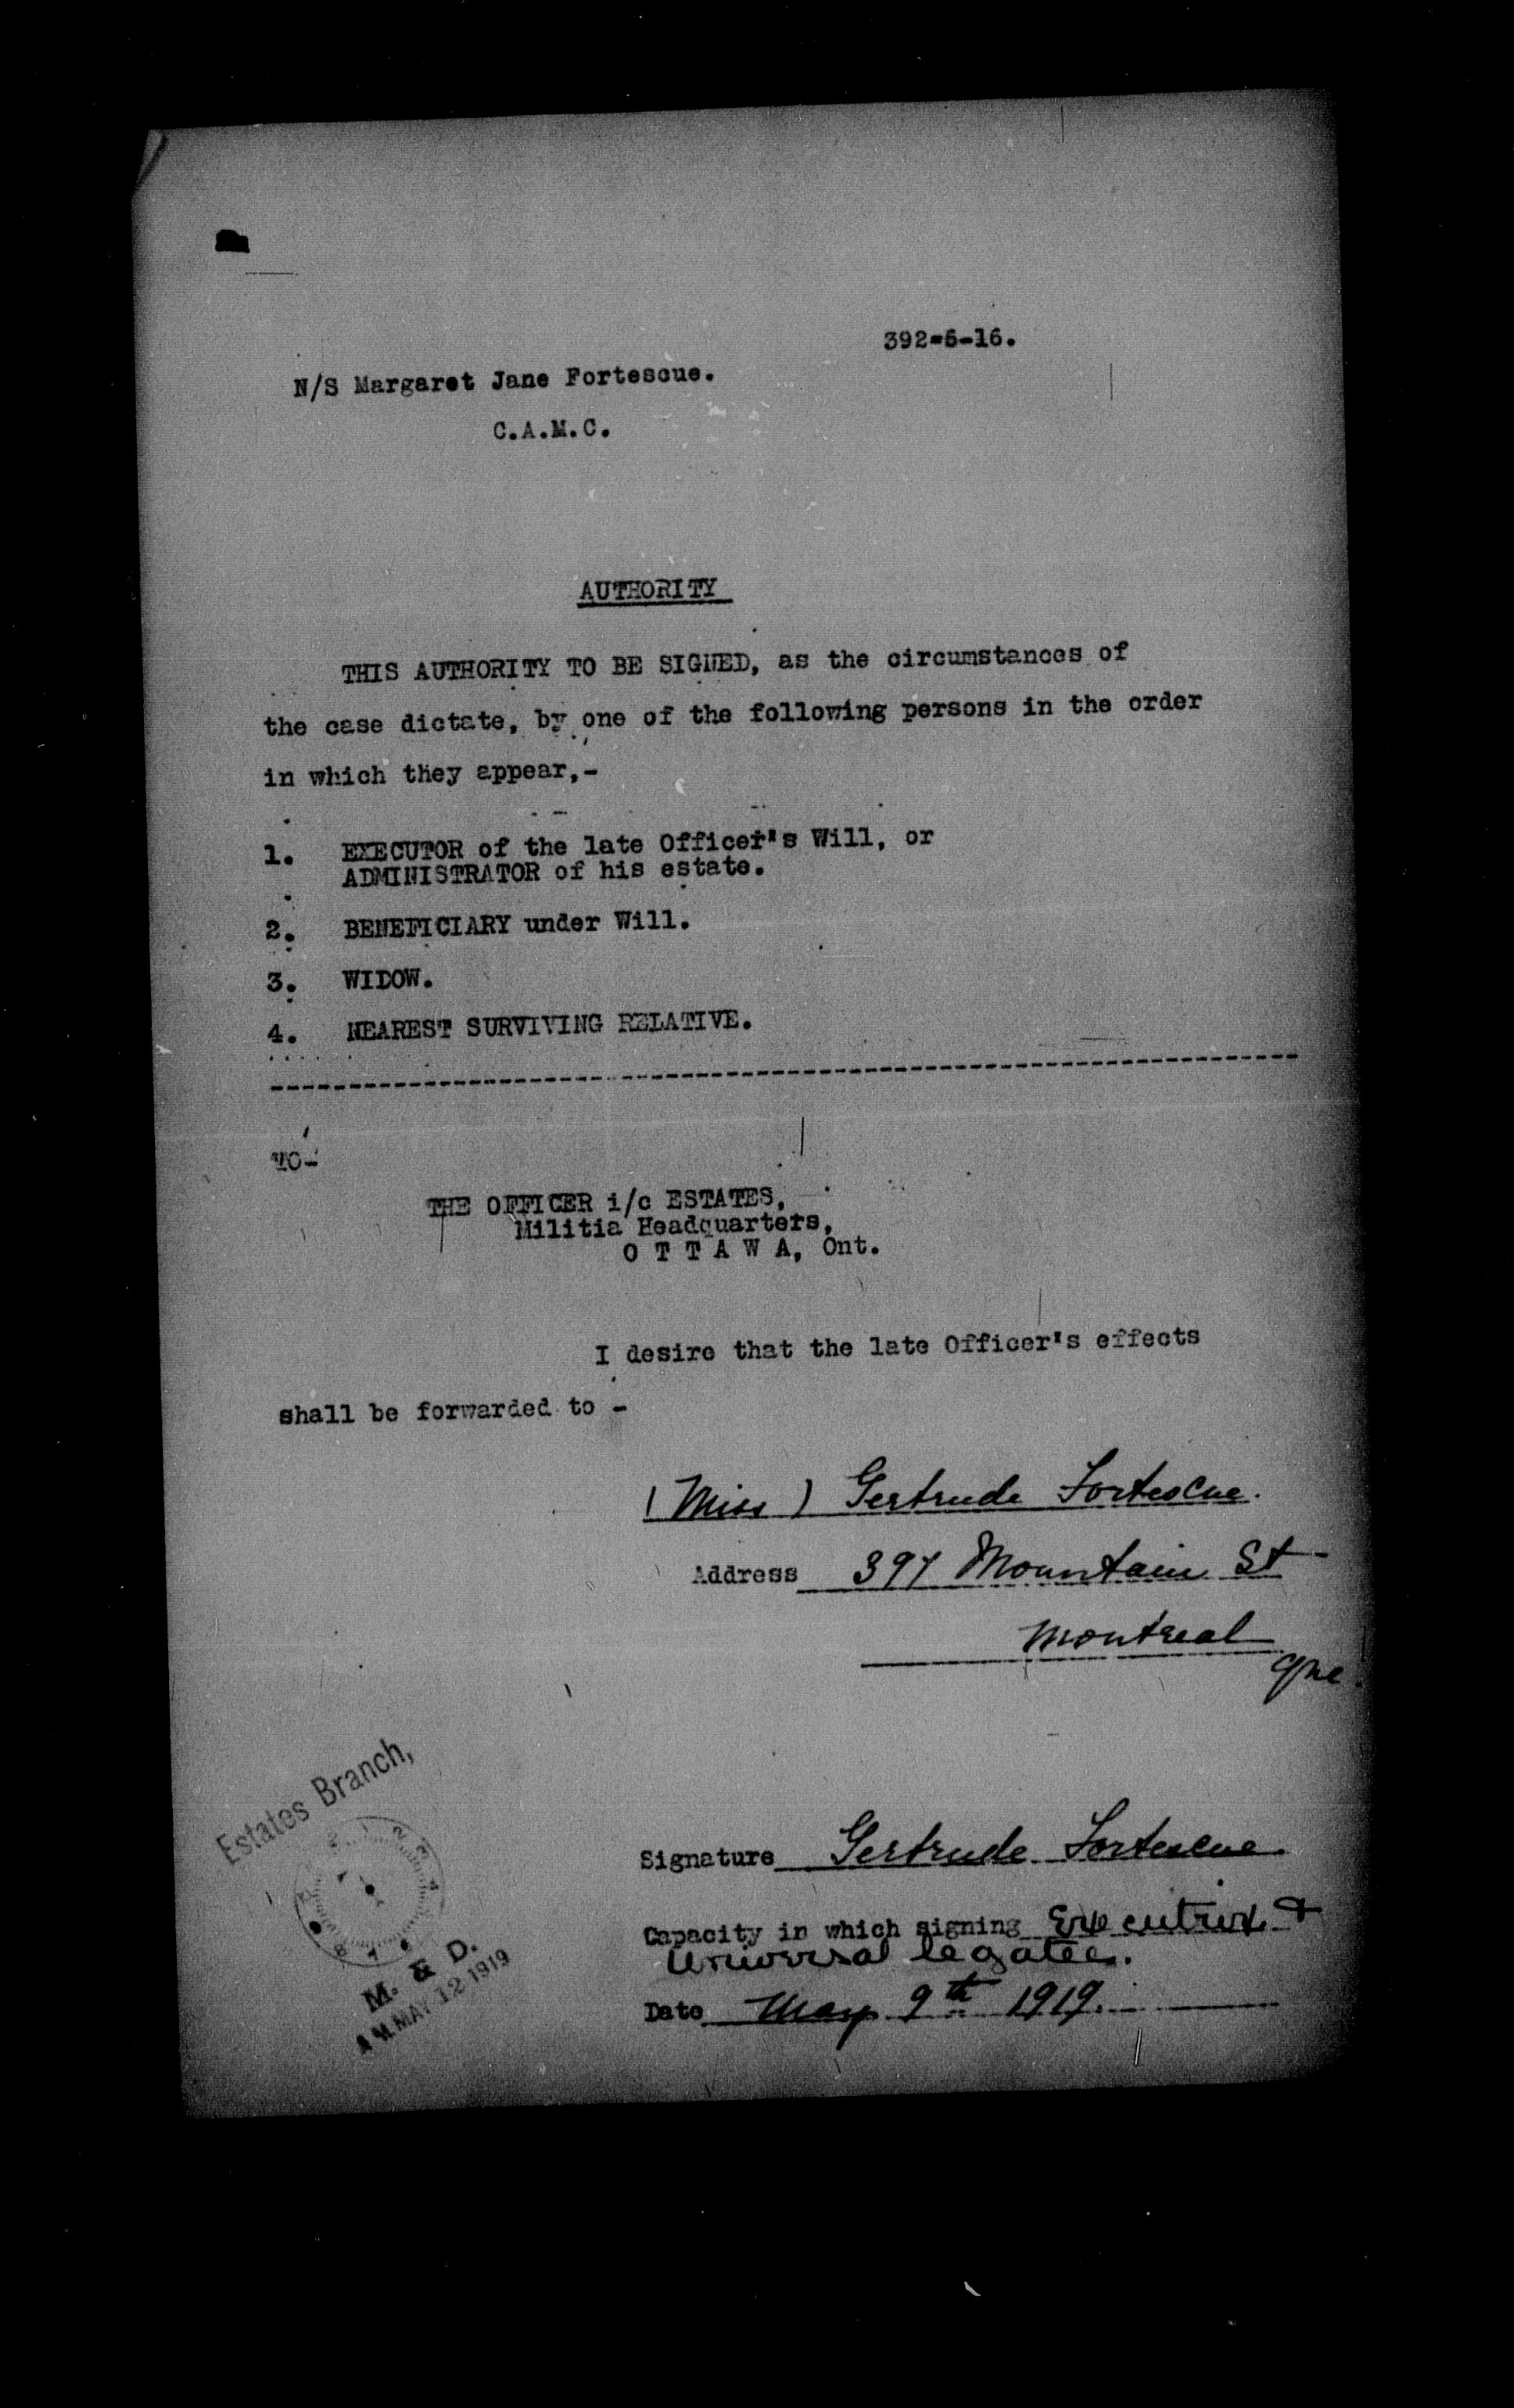 392-6-16.
N/S Margaret Jane Fortescue.
C.A.M.C.
AUTHORITY
THIS AUTHORITY TO BE SIGNED, as the circumstances of
the case dictate, by one of the following persons in the order
in which they appear,-
1. EXECUTOR of the late Officer's Will, or
ADMINISTRATOR of his estate.
2. BENEFICIARY under Will.
3. WIDOW.
4. NEAREST SURVIVING RELATIVE.
TO-
THE OFFICER i/c ESTATES,
Militia Headquarters,
O T T A W A, Ont.
I desire that the late Officer's effects
shall be forwarded to -
(Miss) Gertrude Fortescue.
Address 397 Mountain St
Montreal
Que.
Estates Branch,
M. & D.
MAY 12 1919
Signature Gertrude Fortescue.
Capacity in which signing Executrix &
Universal legatee.
Date May 9th 1919.